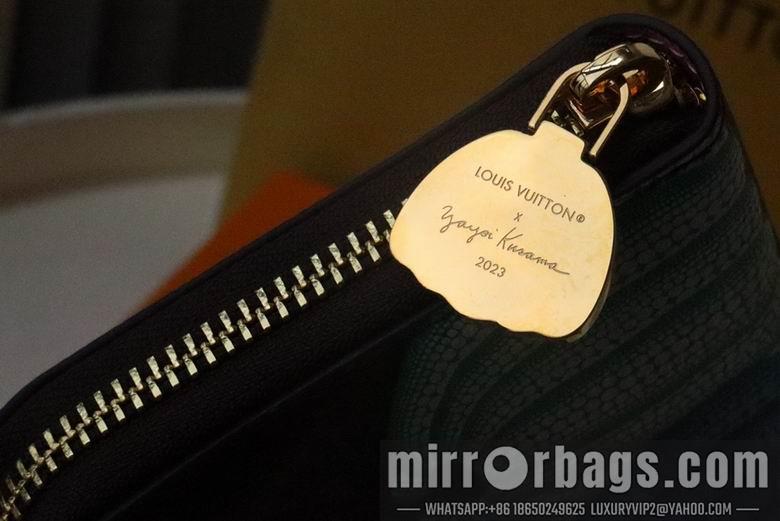 LOUIS VUITTON®
x
Yayoi Kusama
2023
mirrorbags.com
WHATSAPP:+86 18650249625 LUXURYVIP2@YAHOO.COM